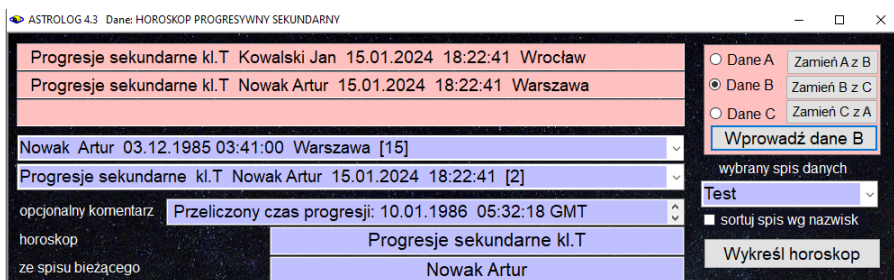 ASTROLOG 4.3 Dane: HOROSKOP PROGRESYWNY SEKUNDARNY
Progresje sekundarne kl.T Kowalski Jan 15.01.2024 18:22:41 Wrocław
Progresje sekundarne kl.T Nowak Artur 15.01.2024 18:22:41 Warszawa
Nowak Artur 03.12.1985 03:41:00 Warszawa [15]
Progresje sekundarne kl.T Nowak Artur 15.01.2024 18:22:41 [2]
opcjonalny komentarz Przeliczony czas progresji: 10.01.1986 05:32:18 GMT
horoskop Progresje sekundarne kl.T
ze spisu bieżącego Nowak Artur
Dane A Zamień A z B
Dane B Zamień B z C
Dane C Zamień C z A
Wprowadź dane B
wybrany spis danych
Test
sortuj spis wg nazwisk
Wykreśl horoskop